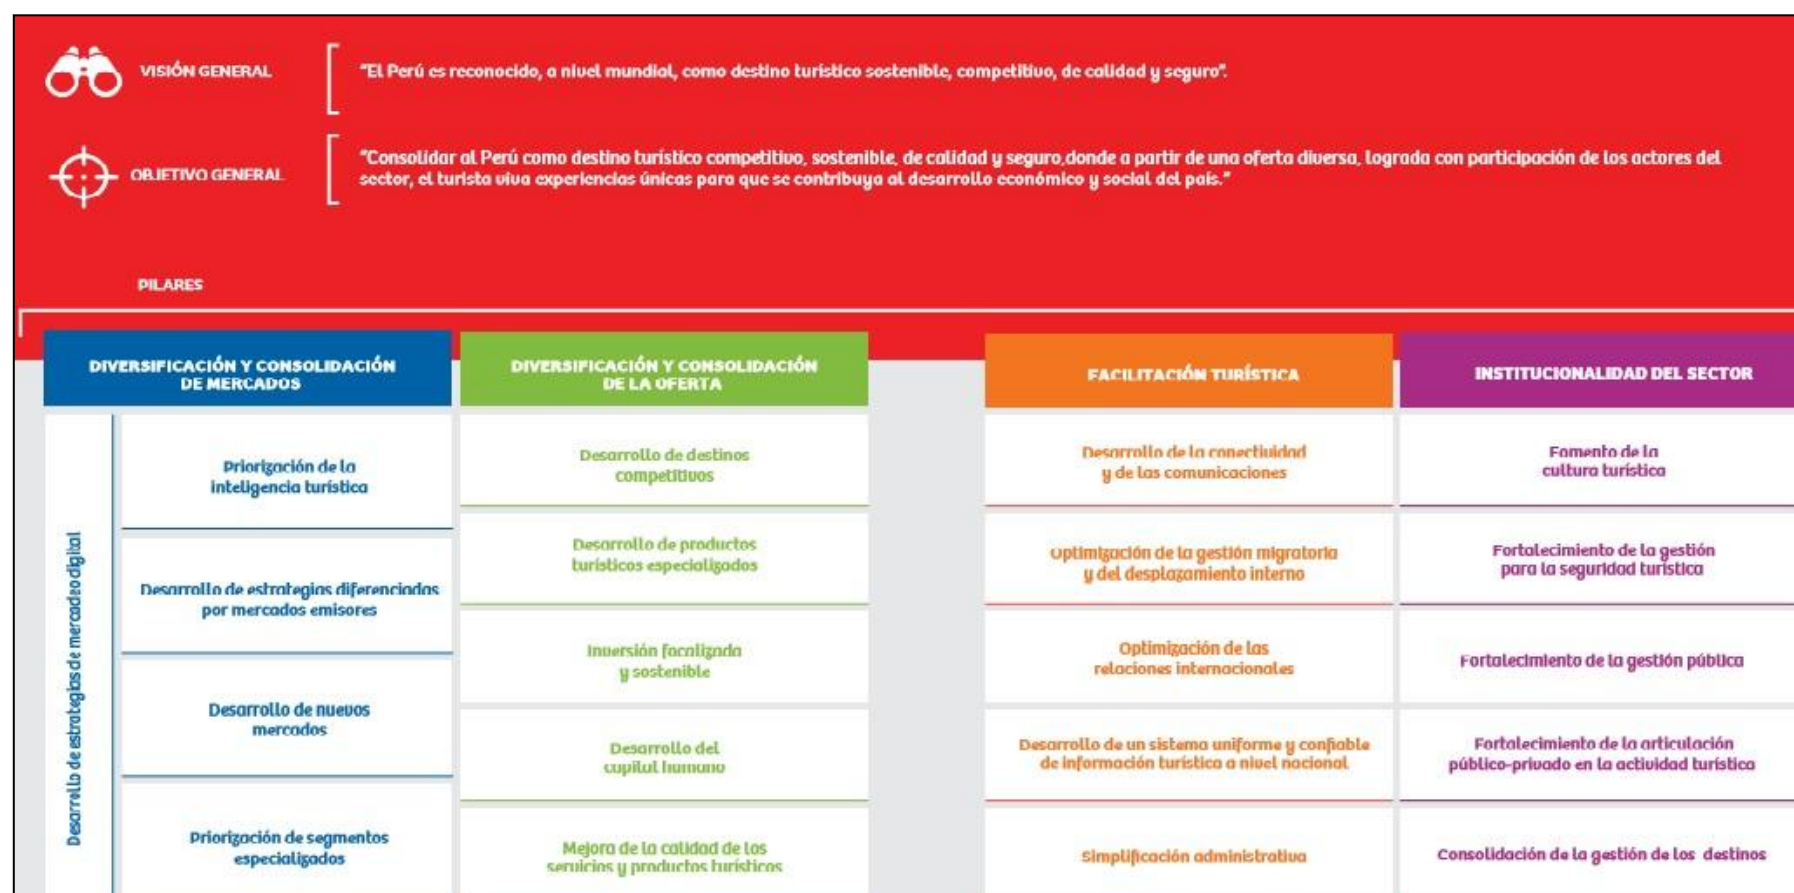 VISIÓN GENERAL
"El Perú es reconocido, a nivel mundial, como destino turístico sostenible, competitivo, de calidad y seguro".
OBJETIVO GENERAL
"Consolidar al Perú como destino turístico competitivo, sostenible, de calidad y seguro,donde a partir de una oferta diversa, lograda con participación de los actores del
sector, el turista viva experiencias únicas para que se contribuya al desarrollo económico y social del país."
PILARES
DIVERSIFICACIÓN Y CONSOLIDACIÓN
DE MERCADOS
Desarrollo de estrategias de mercadeo digital
Priorización de la
inteligencia turística
Desarrollo de estrategias diferenciadas
por mercados emisores
Desarrollo de nuevos
mercados
Priorización de segmentos
especializados
DIVERSIFICACIÓN Y CONSOLIDACIÓN
DE LA OFERTA
Desarrollo de destinos
competitivos
Desarrollo de productos
turísticos especializados
Inversión focalizada
y sostenible
Desarrollo del
capital humano
Mejora de la calidad de los
servicios y productos turísticos
FACILITACIÓN TURÍSTICA
Desarrollo de la conectividad
y de las comunicaciones
Optimización de la gestión migratoria
y del desplazamiento interno
Optimización de las
relaciones internacionales
Desarrollo de un sistema uniforme y confiable
de información turística a nivel nacional
Simplificación administrativa
INSTITUCIONALIDAD DEL SECTOR
Fomento de la
cultura turística
Fortalecimiento de la gestión
para la seguridad turística
Fortalecimiento de la gestión pública
Fortalecimiento de la articulación
público-privado en la actividad turística
Consolidación de la gestión de los destinos